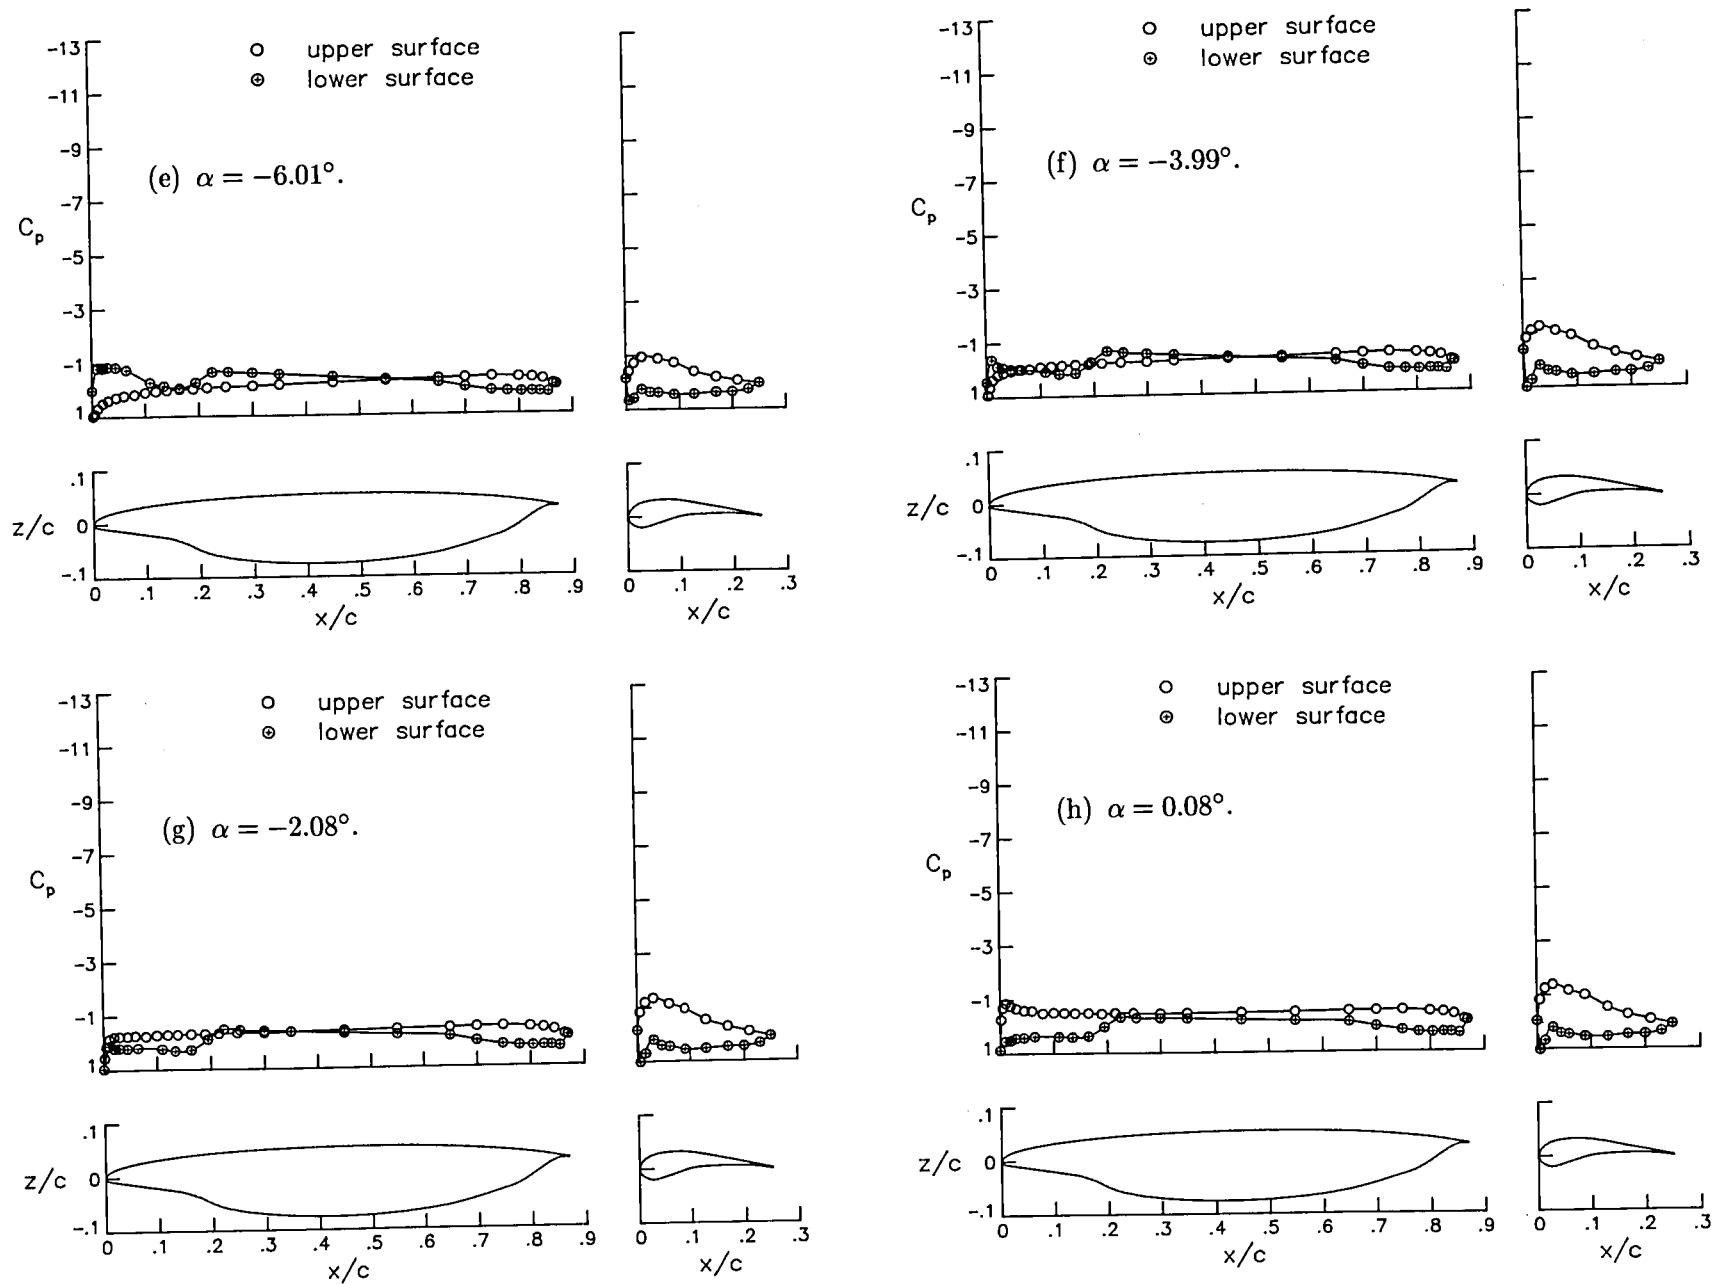 -13
-11
-9
-7
-5
-3
-1
1
C_p
upper surface
lower surface
(e) α = −6.01°.
.1
0
-.1
z/c
0 .1 .2 .3 .4 .5 .6 .7 .8 .9
x/c
0 .1 .2 .3
x/c
-13
-11
-9
-7
-5
-3
-1
1
C_p
upper surface
lower surface
(f) α = −3.99°.
.1
0
-.1
z/c
0 .1 .2 .3 .4 .5 .6 .7 .8 .9
x/c
0 .1 .2 .3
x/c
-13
-11
-9
-7
-5
-3
-1
1
C_p
upper surface
lower surface
(g) α = −2.08°.
.1
0
-.1
z/c
0 .1 .2 .3 .4 .5 .6 .7 .8 .9
x/c
0 .1 .2 .3
x/c
-13
-11
-9
-7
-5
-3
-1
1
C_p
upper surface
lower surface
(h) α = 0.08°.
.1
0
-.1
z/c
0 .1 .2 .3 .4 .5 .6 .7 .8 .9
x/c
0 .1 .2 .3
x/c